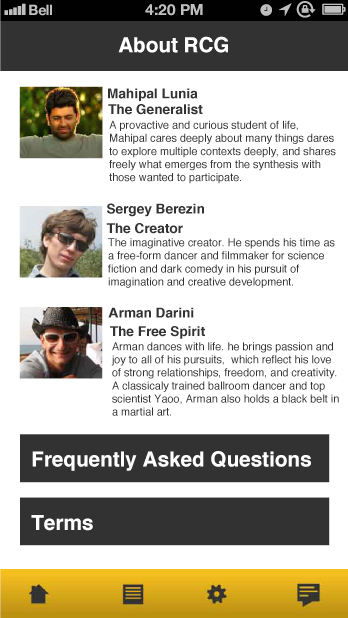 Bell 4:20 PM
About RCG
Mahipal Lunia
The Generalist
A provactive and curious student of life,
Mahipal cares deeply about many things dares
to explore multiple contexts deeply, and shares
freely what emerges from the synthesis with
those wanted to participate.
Sergey Berezin
The Creator
The imaginative creator. He spends his time as
a free-form dancer and filmmaker for science
fiction and dark comedy in his pursuit of
imagination and creative development.
Arman Darini
The Free Spirit
Arman dances with life. he brings passion and
joy to all of his pursuits,  which reflect his love
of strong relationships, freedom, and creativity.
A classicaly trained ballroom dancer and top
scientist Yaoo, Arman also holds a black belt in
a martial art.
Frequently Asked Questions
Terms